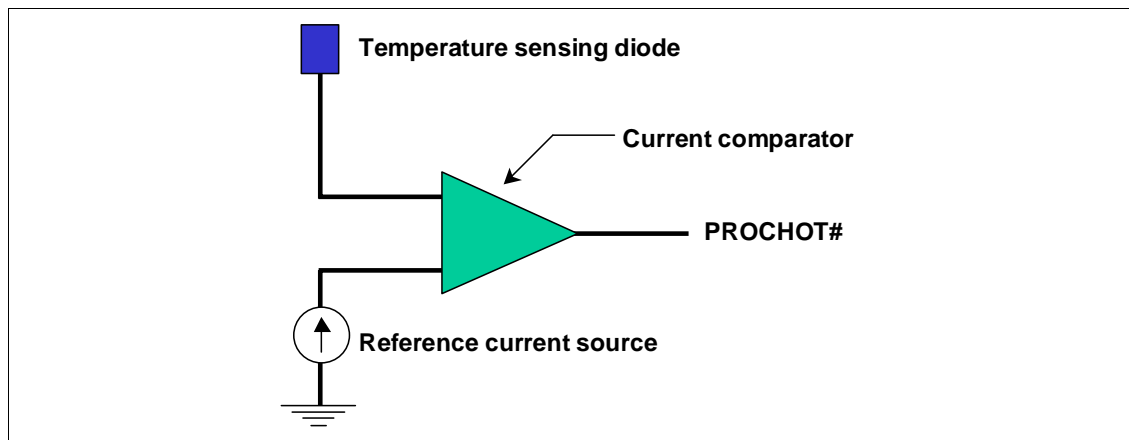 Temperature sensing diode
Current comparator
PROCHOT#
Reference current source